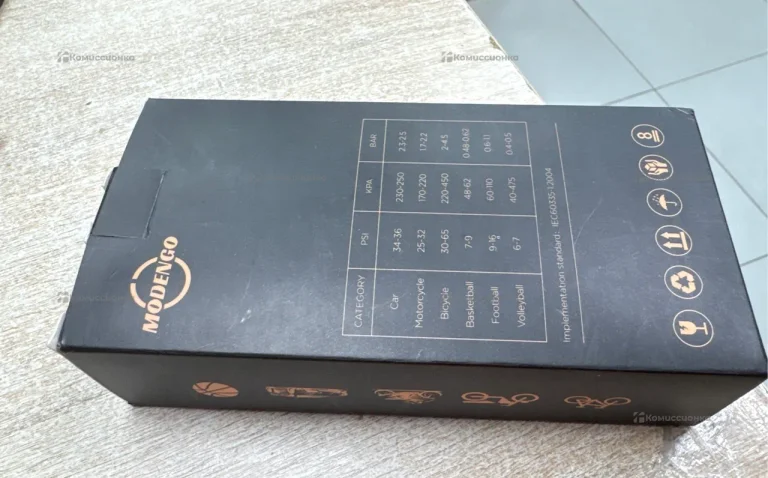 Комиссионка
Комиссионка
MODENGO
CATEGORY PSI KPA BAR
Car 34-36 230-250 2.3-2.5
Motorcycle 25-32 170-220 1.7-2.2
Bicycle 30-65 220-450 2-4.5
Basketball 7-9 48-62 0.48-0.62
Football 9-16 60-110 0.6-1.1
Volleyball 6-7 40-475 0.4-0.5
Implementation standard: IEC60335-1:2004
8
Комиссионка